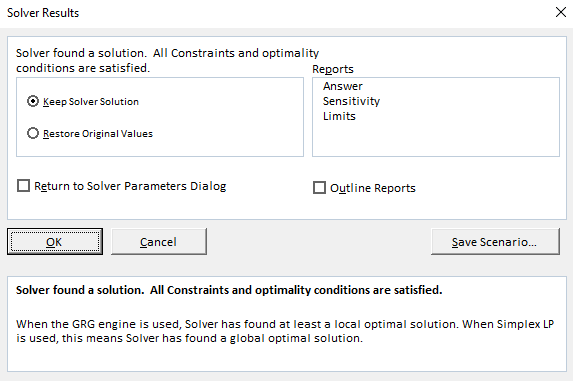 Solver Results
Solver found a solution. All Constraints and optimality
conditions are satisfied.
Keep Solver Solution
Restore Original Values
Reports
Answer
Sensitivity
Limits
Return to Solver Parameters Dialog
Outline Reports
OK
Cancel
Save Scenario...
Solver found a solution. All Constraints and optimality conditions are satisfied.
When the GRG engine is used, Solver has found at least a local optimal solution. When Simplex LP
is used, this means Solver has found a global optimal solution.